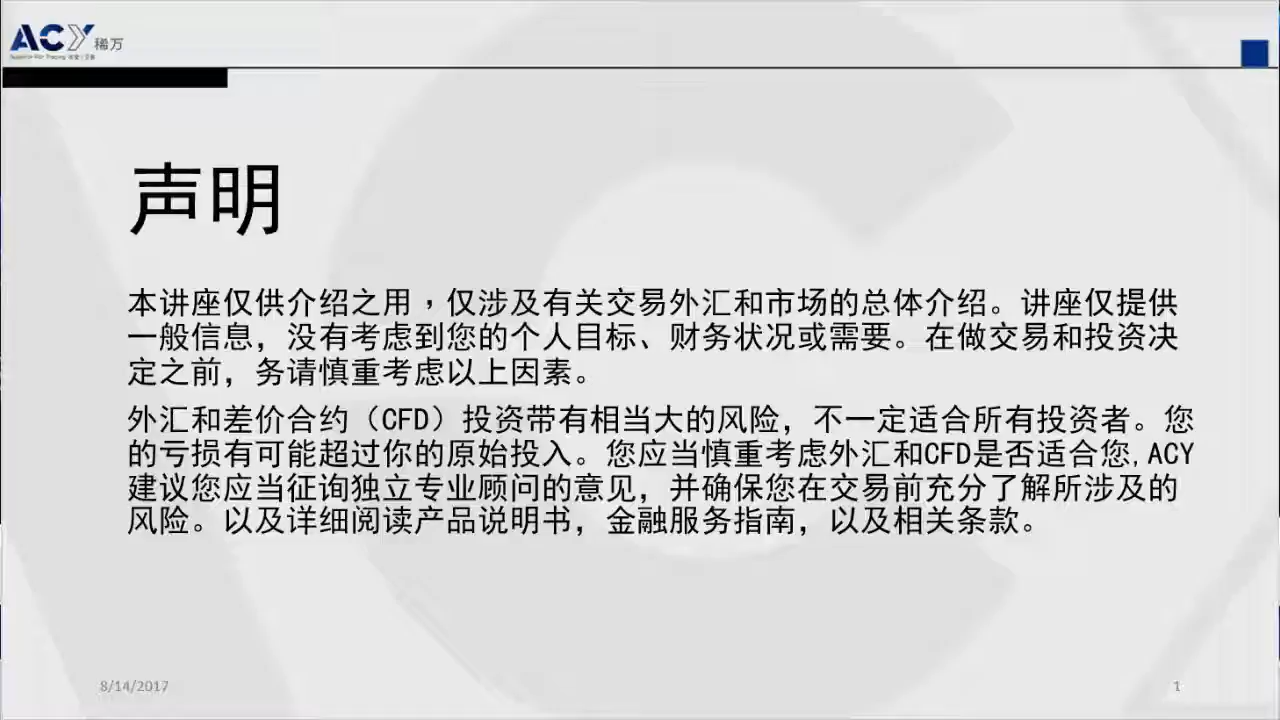 ACY 稀万
声明
本讲座仅供介绍之用，仅涉及有关交易外汇和市场的总体介绍。讲座仅提供
一般信息，没有考虑到您的个人目标、财务状况或需要。在做交易和投资决
定之前，务请慎重考虑以上因素。
外汇和差价合约（CFD）投资带有相当大的风险，不一定适合所有投资者。您
的亏损有可能超过你的原始投入。您应当慎重考虑外汇和CFD是否适合您,ACY
建议您应当征询独立专业顾问的意见，并确保您在交易前充分了解所涉及的
风险。以及详细阅读产品说明书，金融服务指南，以及相关条款。
8/14/2017
1